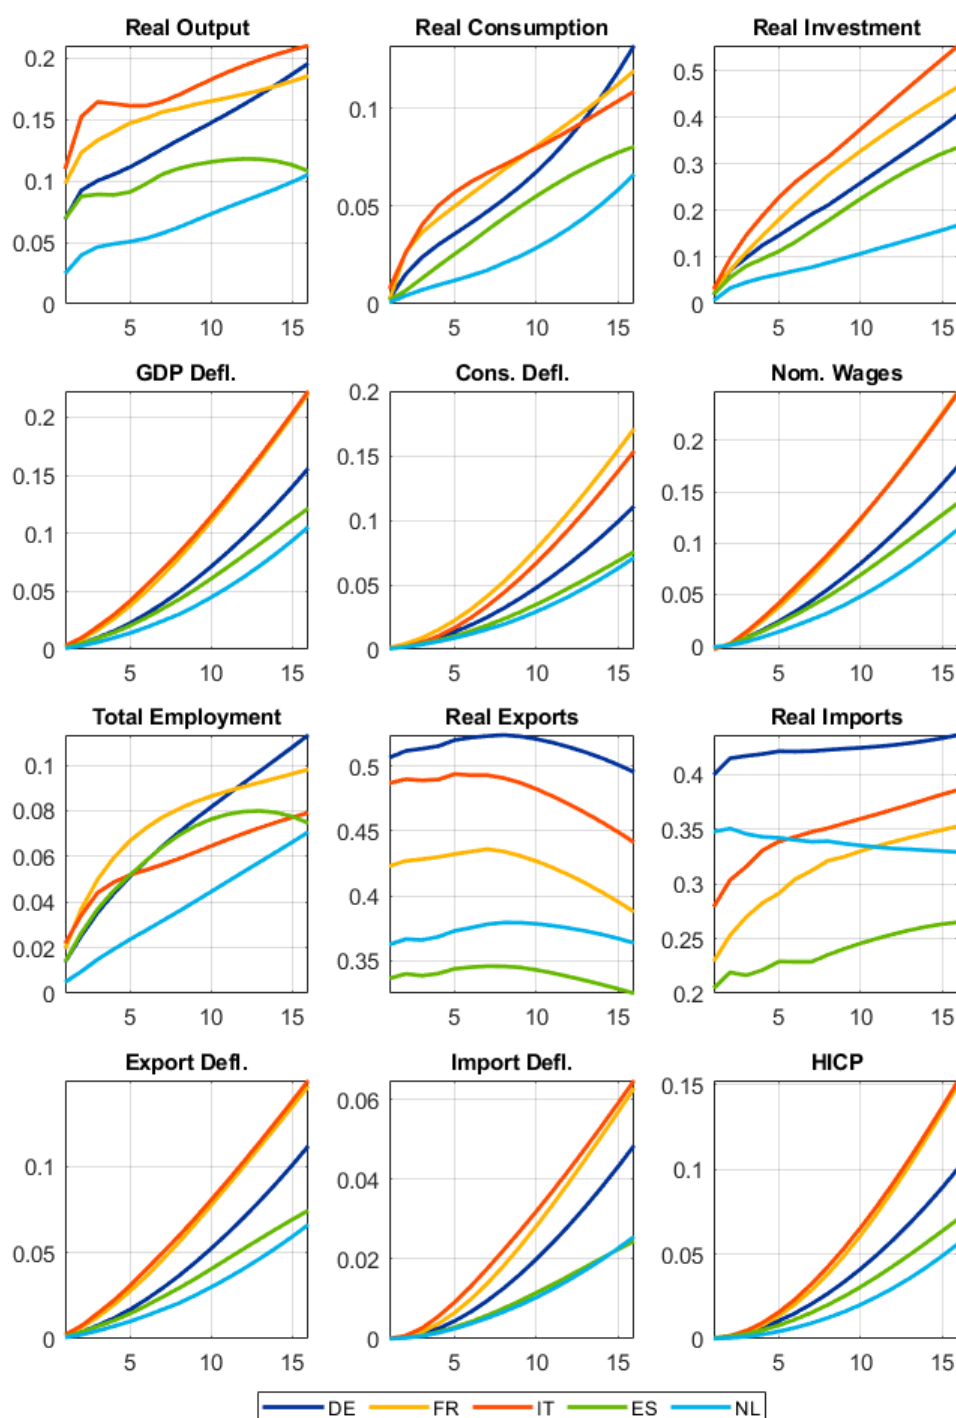 Real Output Real Consumption Real Investment
0.2 0.5
0.15 0.1 0.4
0.1 0.3
0.05 0.05 0.2
0.1
0 0 0
5 10 15 5 10 15 5 10 15
GDP Defl. Cons. Defl. Nom. Wages
0.2 0.2 0.2
0.15 0.15 0.15
0.1 0.1 0.1
0.05 0.05 0.05
0 0 0
5 10 15 5 10 15 5 10 15
Total Employment Real Exports Real Imports
0.1 0.5 0.4
0.08 0.45 0.35
0.06 0.3
0.04 0.4 0.25
0.02 0.35
0 0.2
5 10 15 5 10 15 5 10 15
Export Defl. Import Defl. HICP
0.15
0.1 0.06 0.1
0.04
0.05 0.02 0.05
0 0 0
5 10 15 5 10 15 5 10 15
DE FR IT ES NL